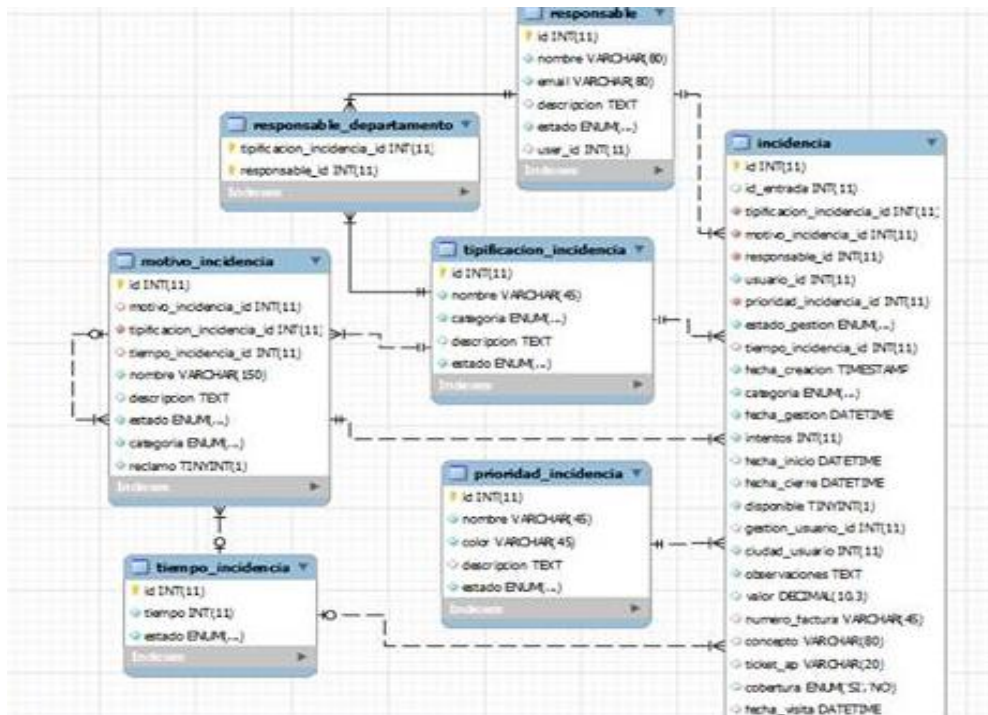 responsable
id INT(11)
nombre VARCHAR(80)
email VARCHAR(80)
descripcion TEXT
estado ENUM(...)
user_id INT(11)
Indexes
responsable_departamento
tipificacion_incidencia_id INT(11)
responsable_id INT(11)
Indexes
motivo_incidencia
id INT(11)
motivo_incidencia_id INT(11)
tipificacion_incidencia_id INT(11)
tiempo_incidencia_id INT(11)
nombre VARCHAR(150)
descripcion TEXT
estado ENUM(...)
categoria ENUM(...)
reclamo TINYINT(1)
Indexes
tipificacion_incidencia
id INT(11)
nombre VARCHAR(45)
categoria ENUM(...)
descripcion TEXT
estado ENUM(...)
Indexes
prioridad_incidencia
id INT(11)
nombre VARCHAR(45)
color VARCHAR(45)
descripcion TEXT
estado ENUM(...)
Indexes
tiempo_incidencia
id INT(11)
tiempo INT(11)
estado ENUM(...)
Indexes
incidencia
id INT(11)
id_entrada INT(11)
tipificacion_incidencia_id INT(11)
motivo_incidencia_id INT(11)
responsable_id INT(11)
usuario_id INT(11)
prioridad_incidencia_id INT(11)
estado_gestion ENUM(...)
tiempo_incidencia_id INT(11)
fecha_creacion TIMESTAMP
categoria ENUM(...)
fecha_gestion DATETIME
intentos INT(11)
fecha_inicio DATETIME
fecha_cierre DATETIME
disponible TINYINT(1)
gestion_usuario_id INT(11)
ciudad_usuario INT(11)
observaciones TEXT
valor DECIMAL(10,3)
numero_factura VARCHAR(45)
concepto VARCHAR(80)
ticket_ap VARCHAR(20)
cobertura ENUM('SI','NO')
fecha_visita DATETIME